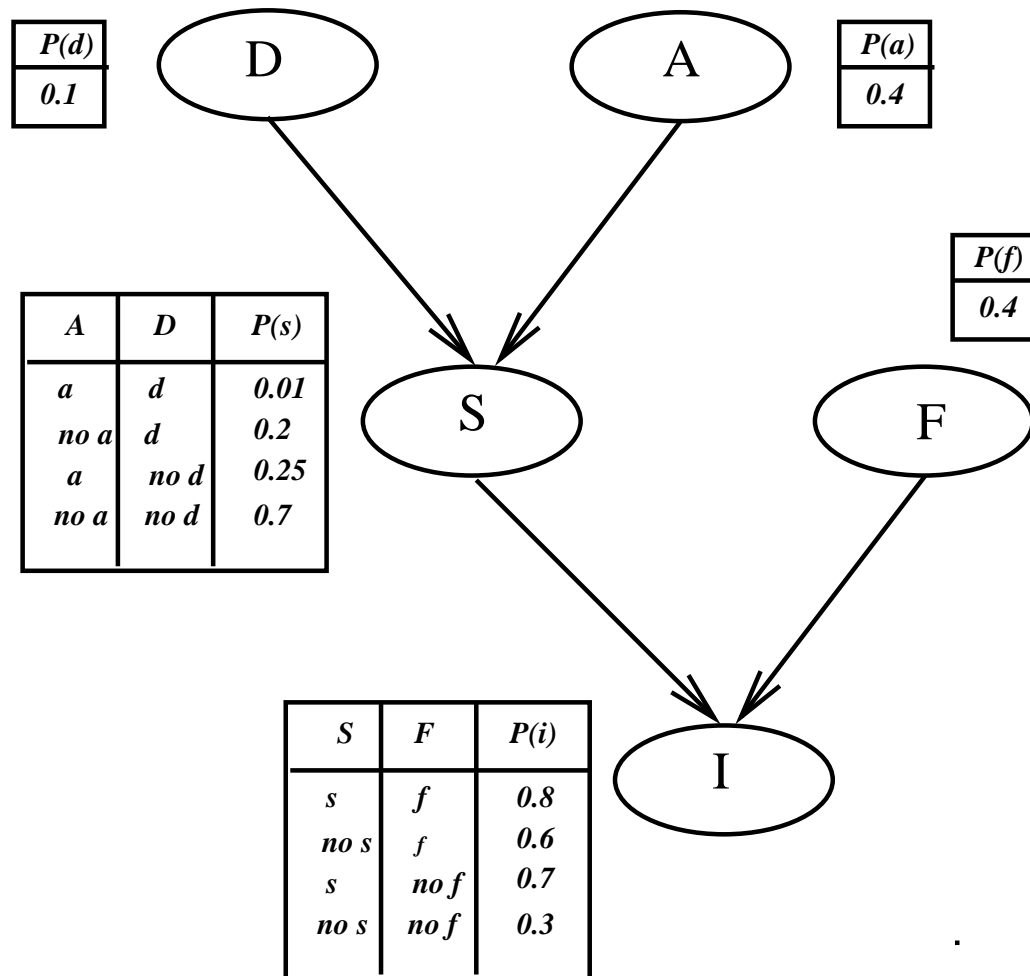 P(d)
0.1
D
A
P(a)
0.4
P(f)
0.4
A D P(s)
a d 0.01
no a d 0.2
a no d 0.25
no a no d 0.7
S
F
S F P(i)
s f 0.8
no s f 0.6
s no f 0.7
no s no f 0.3
I
.